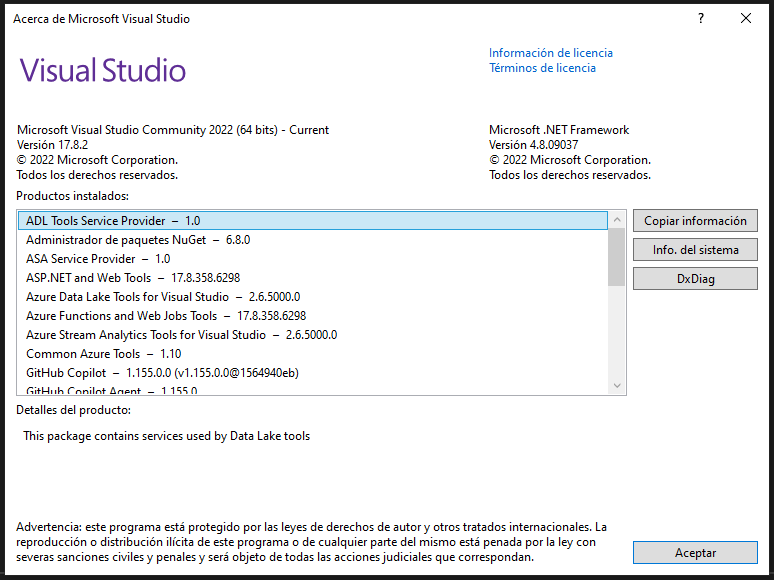 Acerca de Microsoft Visual Studio
?
Visual Studio
Información de licencia
Términos de licencia
Microsoft Visual Studio Community 2022 (64 bits) - Current
Versión 17.8.2
© 2022 Microsoft Corporation.
Todos los derechos reservados.
Microsoft .NET Framework
Versión 4.8.09037
© 2022 Microsoft Corporation.
Todos los derechos reservados.
Productos instalados:
ADL Tools Service Provider – 1.0
Administrador de paquetes NuGet – 6.8.0
ASA Service Provider – 1.0
ASP.NET and Web Tools – 17.8.358.6298
Azure Data Lake Tools for Visual Studio – 2.6.5000.0
Azure Functions and Web Jobs Tools – 17.8.358.6298
Azure Stream Analytics Tools for Visual Studio – 2.6.5000.0
Common Azure Tools – 1.10
GitHub Copilot – 1.155.0.0 (v1.155.0.0@1564940eb)
GitHub Copilot Agent – 1.155.0
Copiar información
Info. del sistema
DxDiag
Detalles del producto:
This package contains services used by Data Lake tools
Advertencia: este programa está protegido por las leyes de derechos de autor y otros tratados internacionales. La
reproducción o distribución ilícita de este programa o de cualquier parte del mismo está penada por la ley con
severas sanciones civiles y penales y será objeto de todas las acciones judiciales que correspondan.
Aceptar